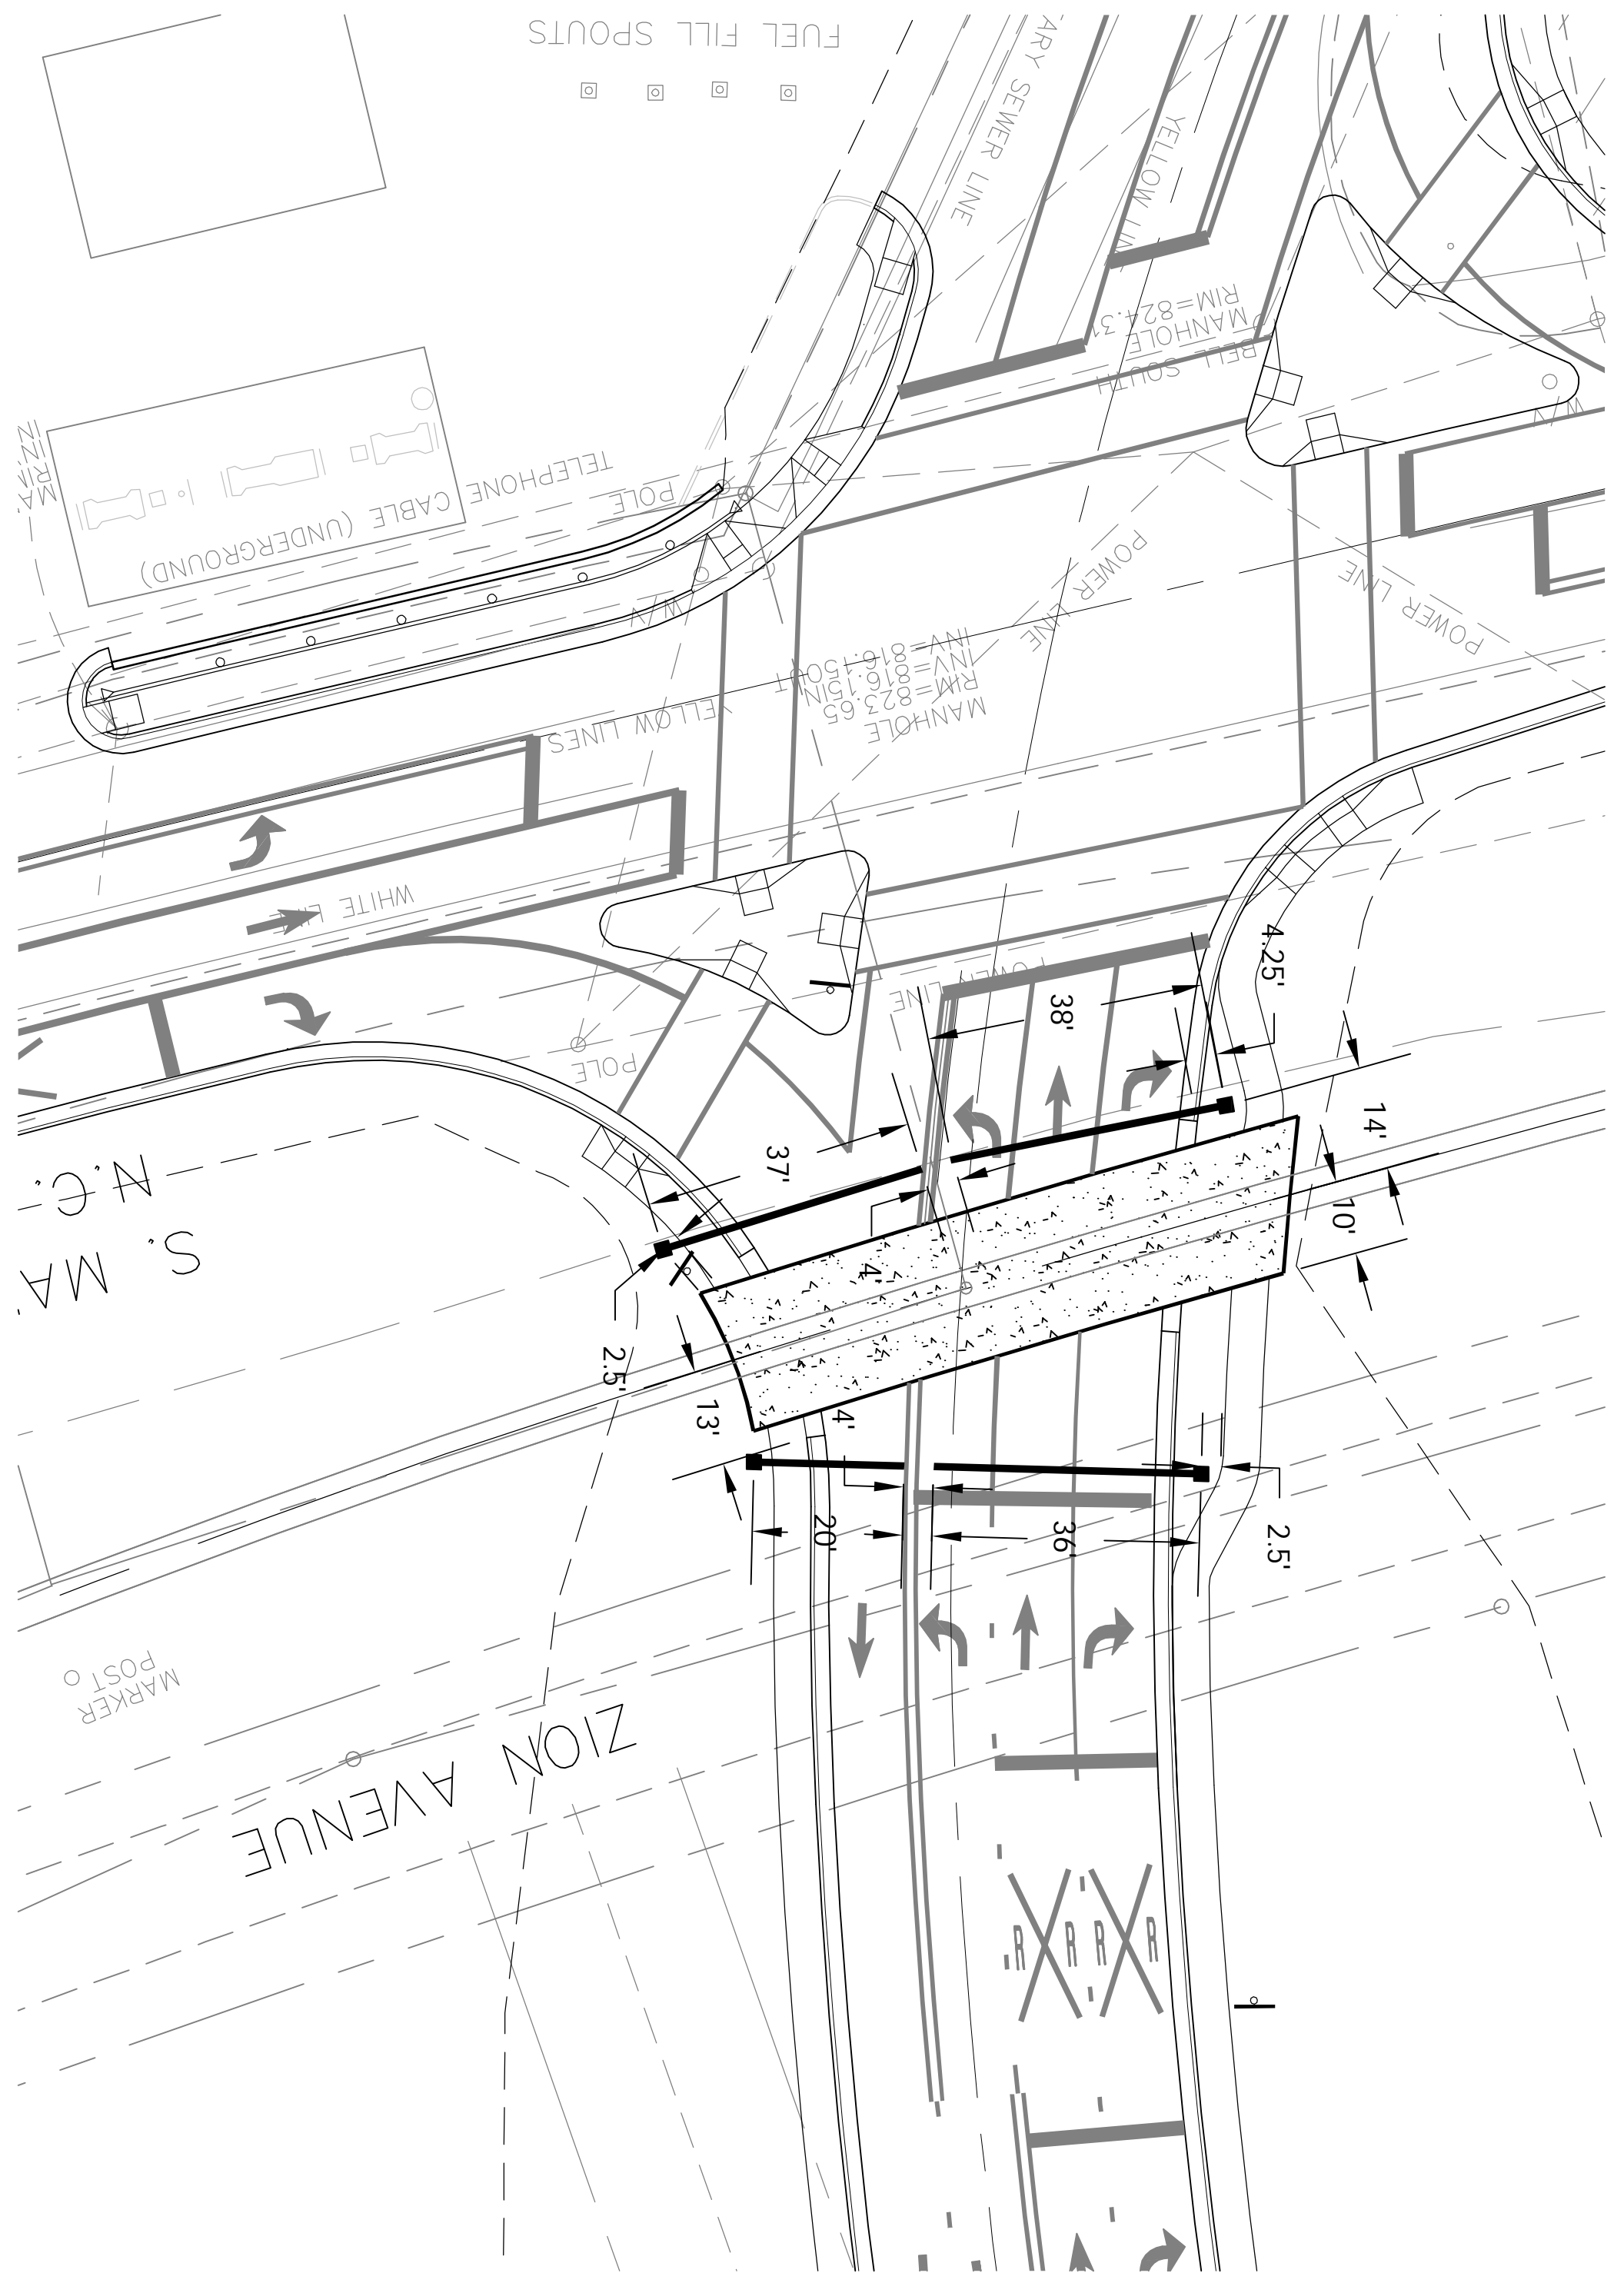 FUEL FILL SPOUTS
ARY SEWER LINE
YELLOW LIN
RIM=824.31
MANHOLE
BELL SOUTH
TELEPHONE
CABLE (UNDERGROUND)
POLE
W/V
W/V
POWER LINE
POWER LINE
INV=816.15OUT
INV=816.15IN
RIM=823.65
MANHOLE
YELLOW LINES
WHITE LINE
POWER
LINE
POLE
4.25'
38'
14'
37'
10'
4'
2.5'
13'
4'
20'
36'
2.5'
N.C.
S. MA
MARKER
POST
ZION AVENUE
R R R R